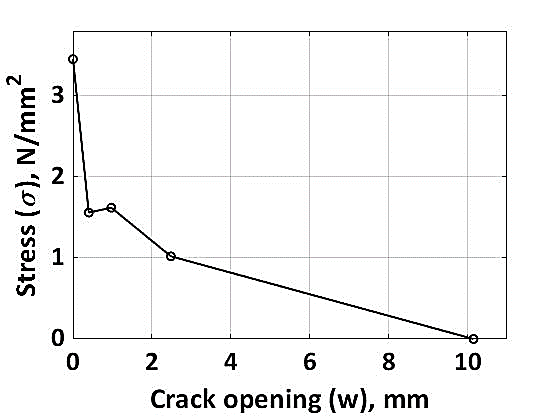 Stress (σ), N/mm²
3
2
1
0
0 2 4 6 8 10
Crack opening (w), mm